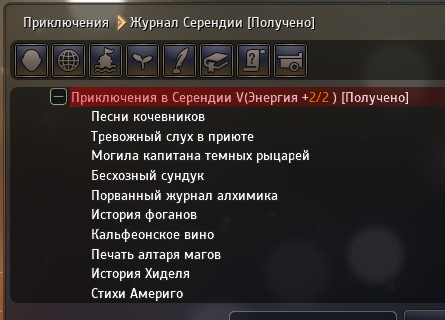 Приключения Журнал Серендии [Получено]
Приключения в Серендии V(Энергия +2/2 ) [Получено]
Песни кочевников
Тревожный слух в приюте
Могила капитана темных рыцарей
Бесхозный сундук
Порванный журнал алхимика
История фоганов
Кальфеонское вино
Печать алтаря магов
История Хиделя
Стихи Америго